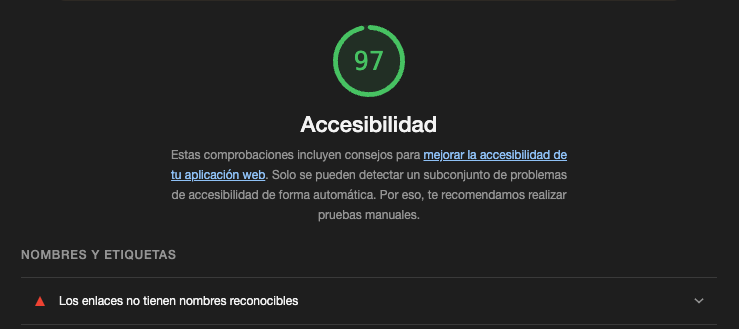 97
Accesibilidad
Estas comprobaciones incluyen consejos para mejorar la accesibilidad de
tu aplicación web. Solo se pueden detectar un subconjunto de problemas
de accesibilidad de forma automática. Por eso, te recomendamos realizar
pruebas manuales.
NOMBRES Y ETIQUETAS
Los enlaces no tienen nombres reconocibles